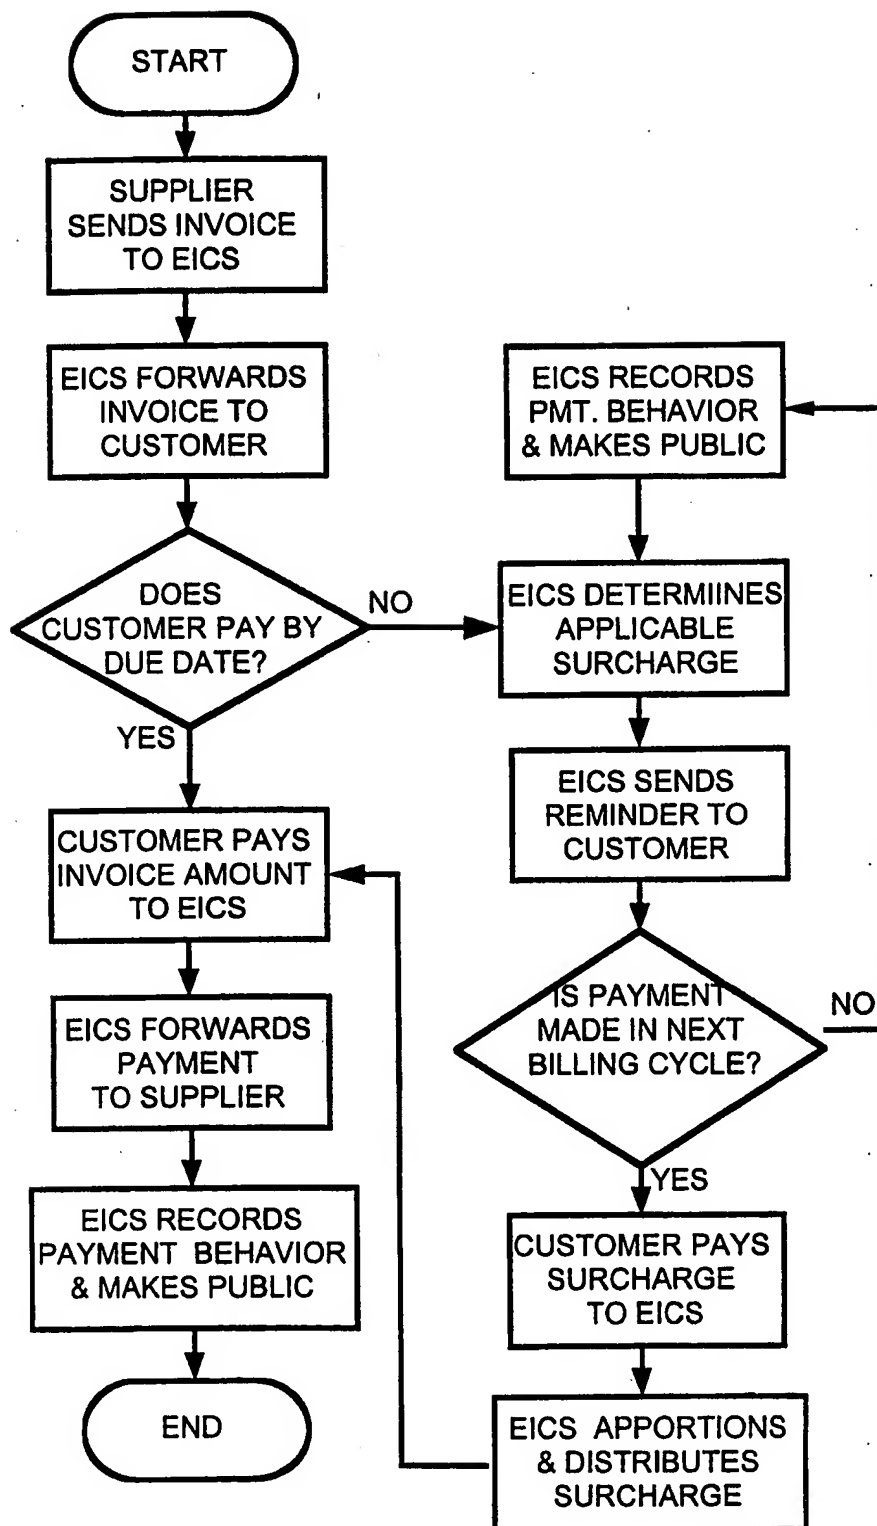 START
SUPPLIER
SENDS INVOICE
TO EICS
EICS FORWARDS
INVOICE TO
CUSTOMER
DOES
CUSTOMER PAY BY
DUE DATE?
NO
YES
CUSTOMER PAYS
INVOICE AMOUNT
TO EICS
EICS FORWARDS
PAYMENT
TO SUPPLIER
EICS RECORDS
PAYMENT BEHAVIOR
& MAKES PUBLIC
END
EICS RECORDS
PMT. BEHAVIOR
& MAKES PUBLIC
EICS DETERMIINES
APPLICABLE
SURCHARGE
EICS SENDS
REMINDER TO
CUSTOMER
IS PAYMENT
MADE IN NEXT
BILLING CYCLE?
NO
YES
CUSTOMER PAYS
SURCHARGE
TO EICS
EICS APPORTIONS
& DISTRIBUTES
SURCHARGE